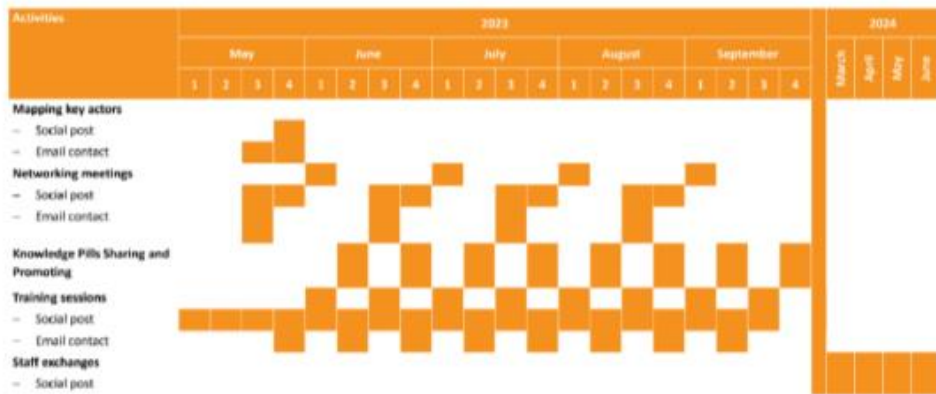 Activities
2023
2024
May
June
July
August
September
March
April
May
June
1 2 3 4 1 2 3 4 1 2 3 4 1 2 3 4 1 2 3 4
Mapping key actors
– Social post
– Email contact
Networking meetings
– Social post
– Email contact
Knowledge Pills Sharing and
Promoting
Training sessions
– Social post
– Email contact
Staff exchanges
– Social post